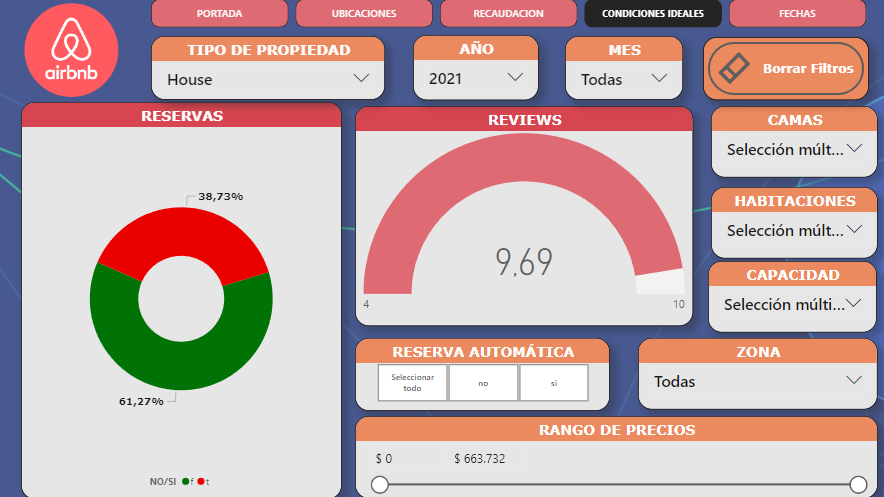 PORTADA
UBICACIONES
RECAUDACION
CONDICIONES IDEALES
FECHAS
airbnb
TIPO DE PROPIEDAD
House
AÑO
2021
MES
Todas
Borrar Filtros
RESERVAS
38,73%
61,27%
NO/SI f t
REVIEWS
9,69
4
10
CAMAS
Selección múlt...
HABITACIONES
Selección múlt...
CAPACIDAD
Selección múlti...
RESERVA AUTOMÁTICA
Seleccionar
todo
no
si
ZONA
Todas
RANGO DE PRECIOS
$ 0
$ 663.732